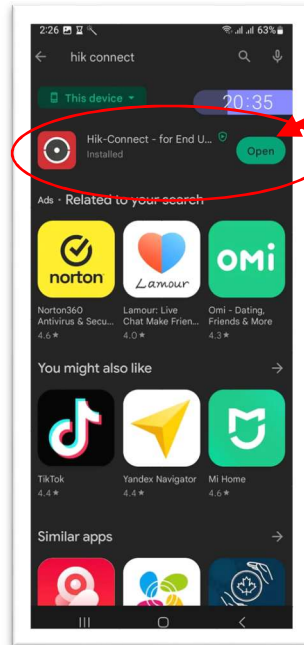 2:26 63%
hik connect
This device
20:35
Hik-Connect - for End U...
Installed
Open
Ads · Related to your search
norton
Lamour
omi
Norton360
Antivirus & Secu...
4.6★
Lamour: Live
Chat Make Frien...
4.0★
Omi - Dating,
Friends & More
4.3★
You might also like
TikTok
4.4★
Yandex Navigator
4.4★
Mi Home
4.6★
Similar apps